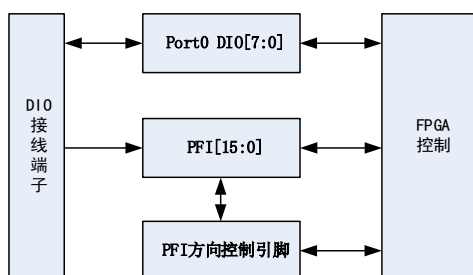 Port0 DIO[7:0]
DIO
接
线
端
子
PFI[15:0]
FPGA
控制
PFI方向控制引脚